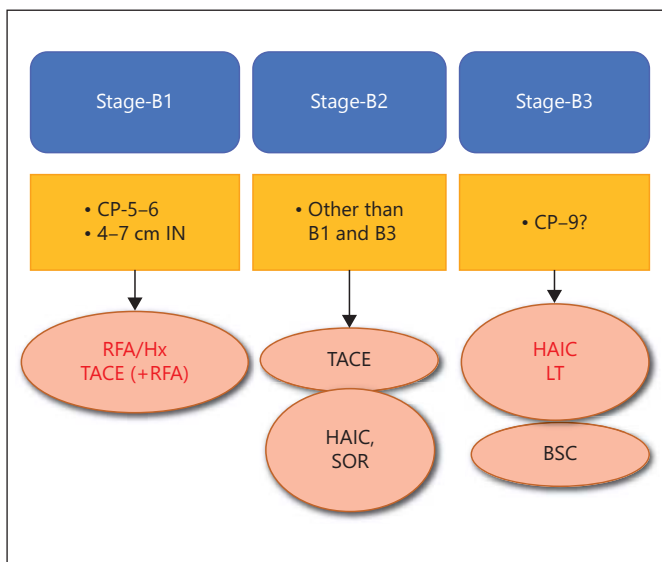 Stage-B1
Stage-B2
Stage-B3
• CP-5–6
• 4–7 cm IN
• Other than
B1 and B3
• CP–9?
RFA/Hx
TACE (+RFA)
TACE
HAIC,
SOR
HAIC
LT
BSC